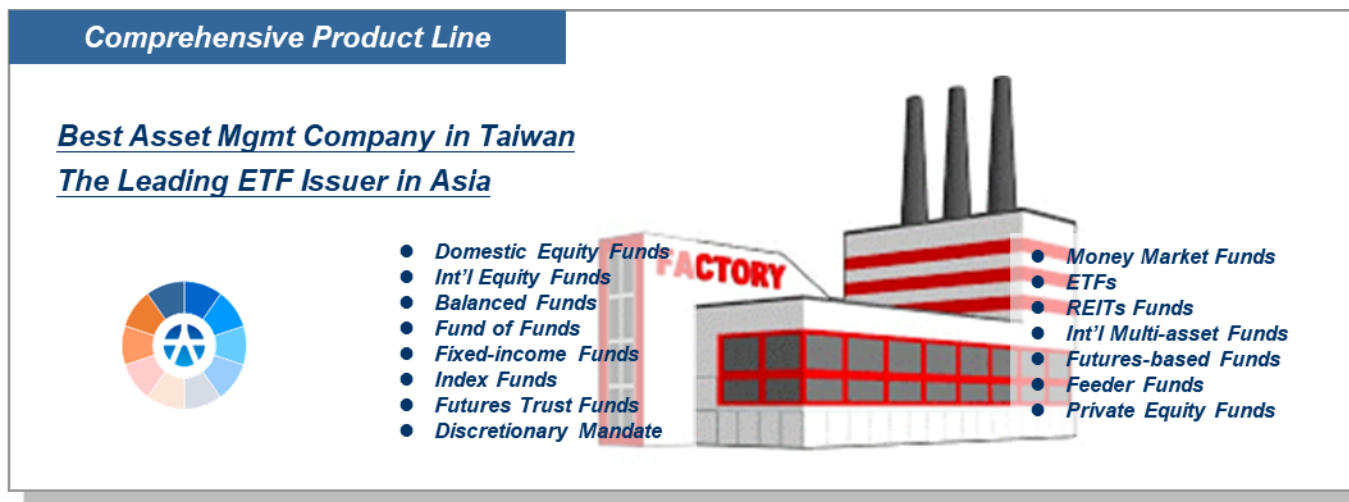 Comprehensive Product Line
Best Asset Mgmt Company in Taiwan
The Leading ETF Issuer in Asia
● Domestic Equity Funds
● Int'l Equity Funds
● Balanced Funds
● Fund of Funds
● Fixed-income Funds
● Index Funds
● Futures Trust Funds
● Discretionary Mandate
FACTORY
● Money Market Funds
● ETFs
● REITs Funds
● Int'l Multi-asset Funds
● Futures-based Funds
● Feeder Funds
● Private Equity Funds